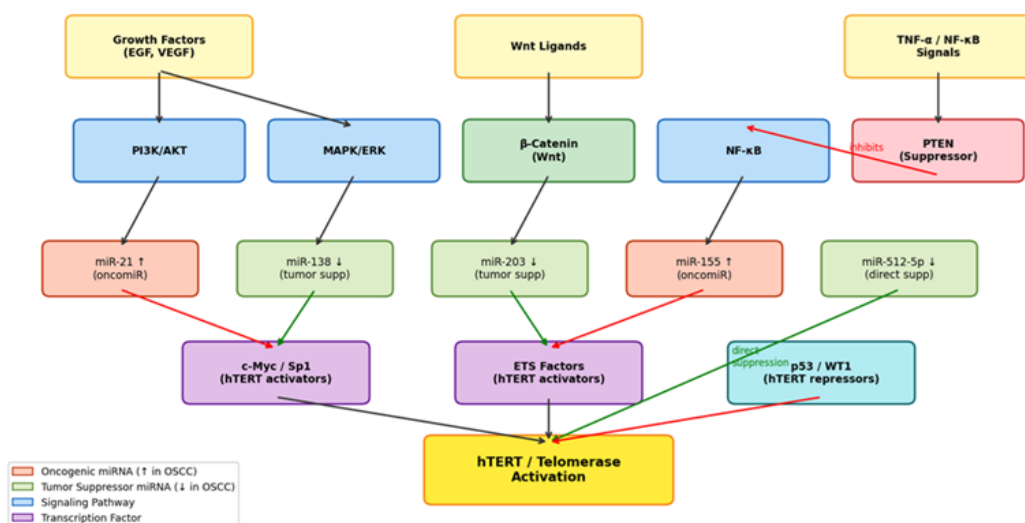 Growth Factors
(EGF, VEGF)
Wnt Ligands
TNF-α / NF-κB
Signals
PI3K/AKT
MAPK/ERK
β-Catenin
(Wnt)
NF-κB
inhibits
PTEN
(Suppressor)
miR-21 ↑
(oncomiR)
miR-138 ↓
(tumor supp)
miR-203 ↓
(tumor supp)
miR-155 ↑
(oncomiR)
miR-512-5p ↓
(direct supp)
c-Myc / Sp1
(hTERT activators)
ETS Factors
(hTERT activators)
direct
suppression
p53 / WT1
(hTERT repressors)
hTERT / Telomerase
Activation
Oncogenic miRNA (↑ in OSCC)
Tumor Suppressor miRNA (↓ in OSCC)
Signaling Pathway
Transcription Factor